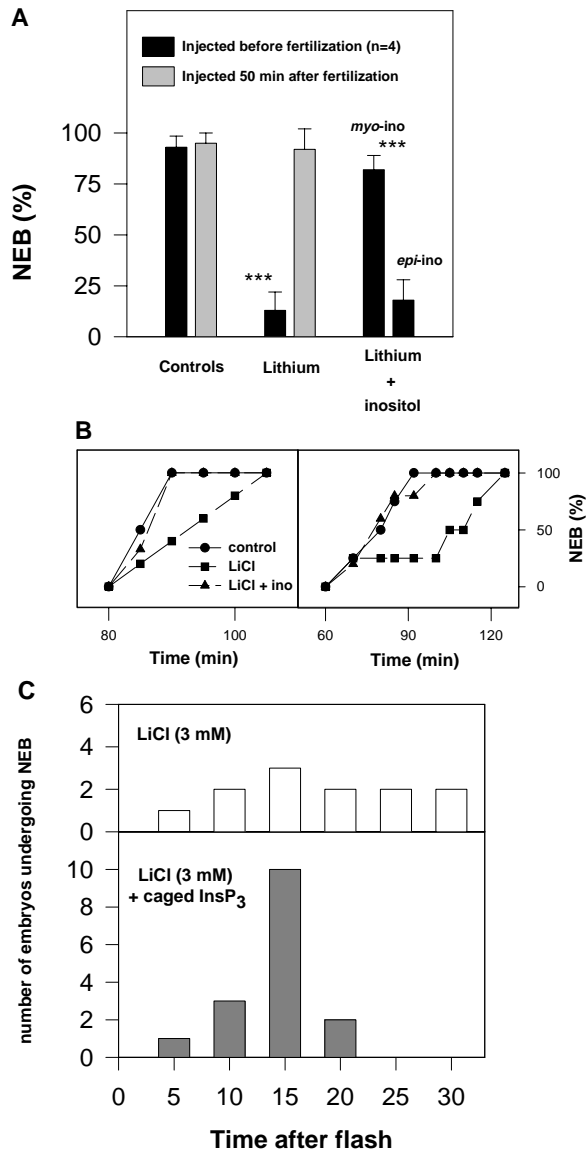 A
Injected before fertilization (n=4)
Injected 50 min after fertilization
NEB (%)
100
75
50
25
0
***
myo-ino
***
epi-ino
Controls
Lithium
Lithium
+
inositol
B
control
LiCl
LiCl + ino
80
100
Time (min)
100
50
0
NEB (%)
60
90
120
Time (min)
C
number of embryos undergoing NEB
6
4
2
0
LiCl (3 mM)
10
8
6
4
2
0
LiCl (3 mM)
+ caged InsP3
0
5
10
15
20
25
30
Time after flash